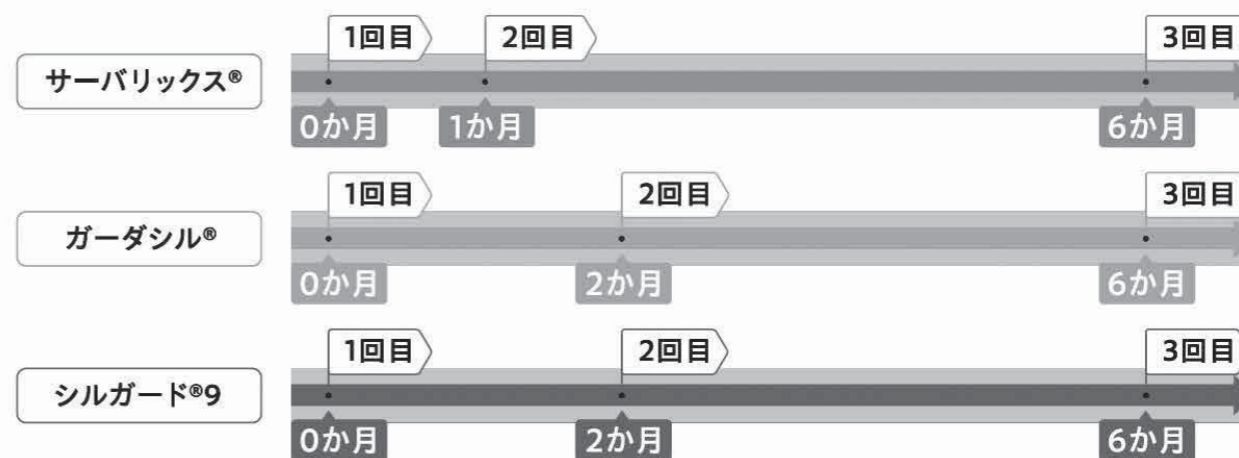 1回目 2回目 3回目
サーバリックス®
0か月 1か月 6か月
1回目 2回目 3回目
ガーダシル®
0か月 2か月 6か月
1回目 2回目 3回目
シルガード®9
0か月 2か月 6か月